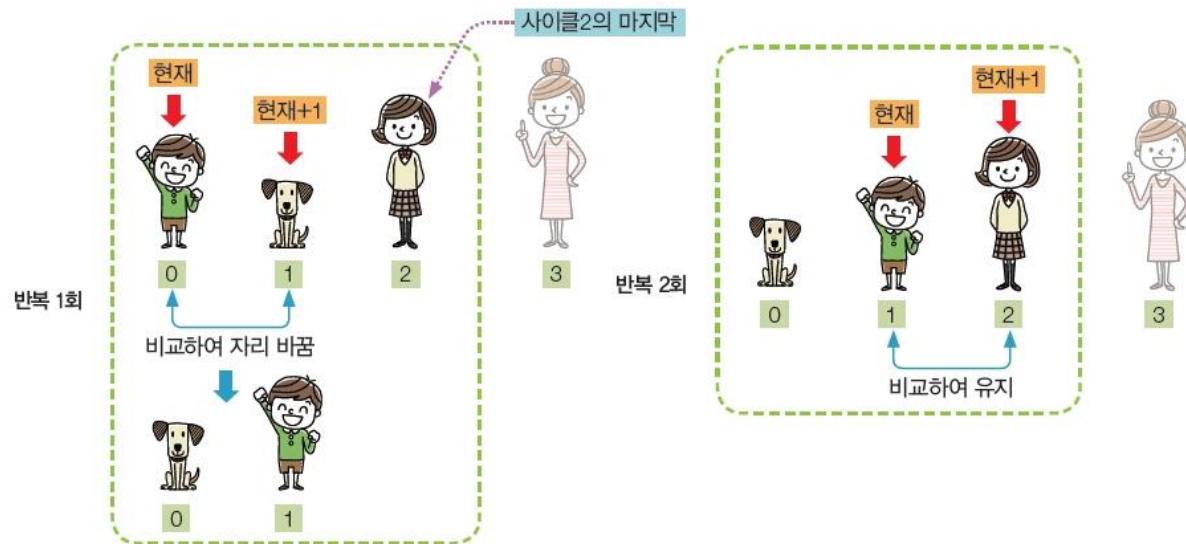 사이클2의 마지막
현재
현재+1
0
1
2
3
반복 1회
비교하여 자리 바꿈
0
1
현재
현재+1
0
1
2
3
반복 2회
비교하여 유지